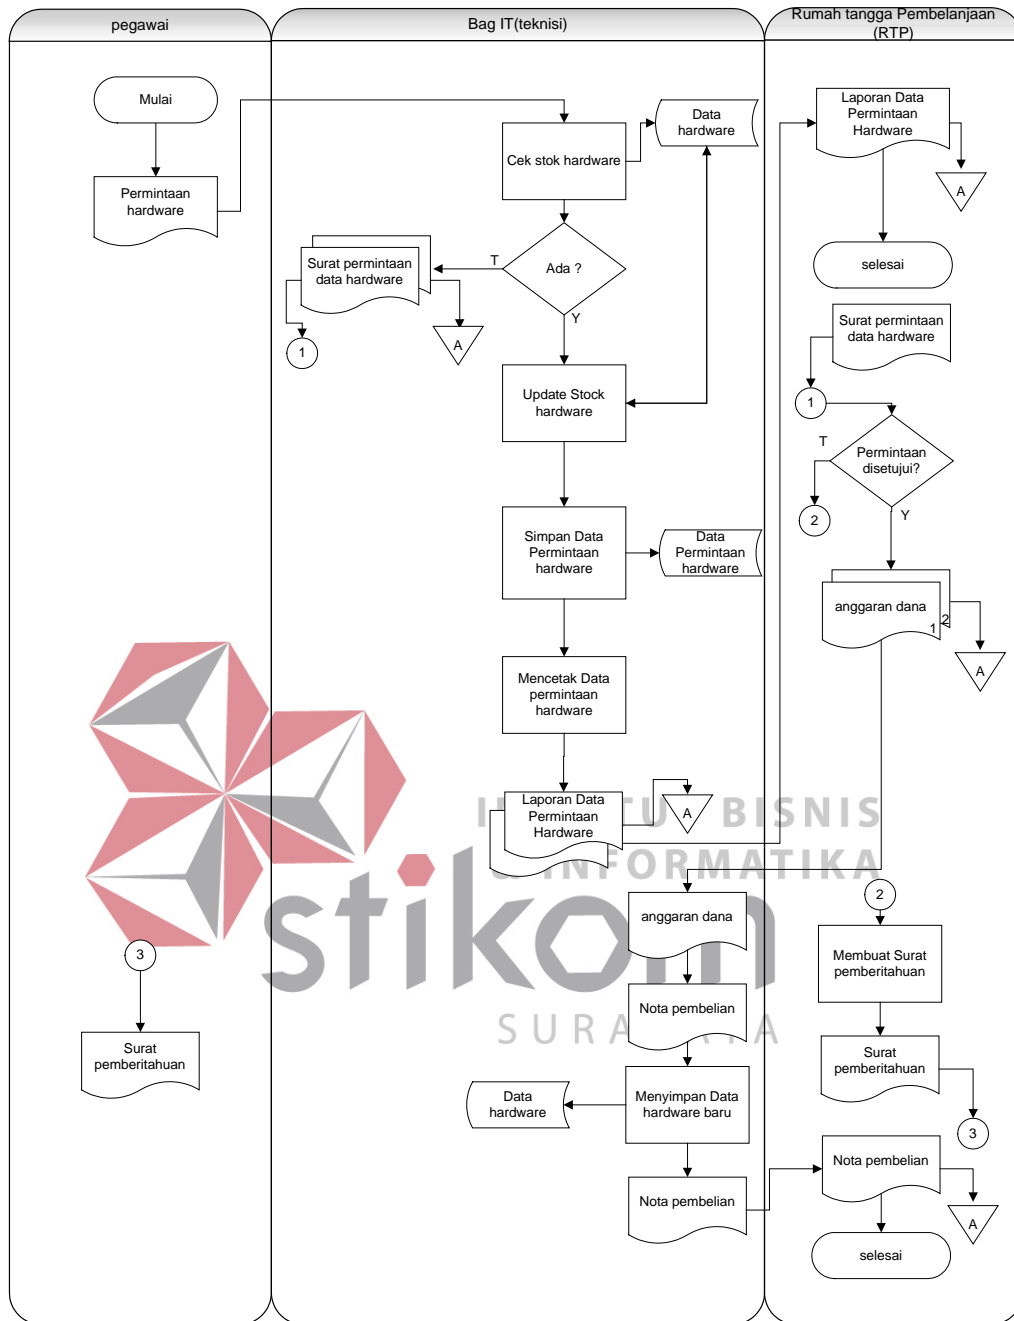 pegawai
Bag IT(teknisi)
Rumah tangga Pembelanjaan
(RTP)
Mulai
Permintaan
hardware
3
Surat
pemberitahuan
Cek stok hardware
Data
hardware
Ada ?
T
Y
Surat permintaan
data hardware
1
A
Update Stock
hardware
Simpan Data
Permintaan
hardware
Data
Permintaan
hardware
Mencetak Data
permintaan
hardware
Laporan Data
Permintaan
Hardware
A
anggaran dana
Nota pembelian
Menyimpan Data
hardware baru
Data
hardware
Nota pembelian
Laporan Data
Permintaan
Hardware
A
selesai
Surat permintaan
data hardware
1
Permintaan
disetujui?
T
Y
2
anggaran dana
1
2
A
2
Membuat Surat
pemberitahuan
Surat
pemberitahuan
3
Nota pembelian
A
selesai
BISNIS
INFORMATIKA
stikom